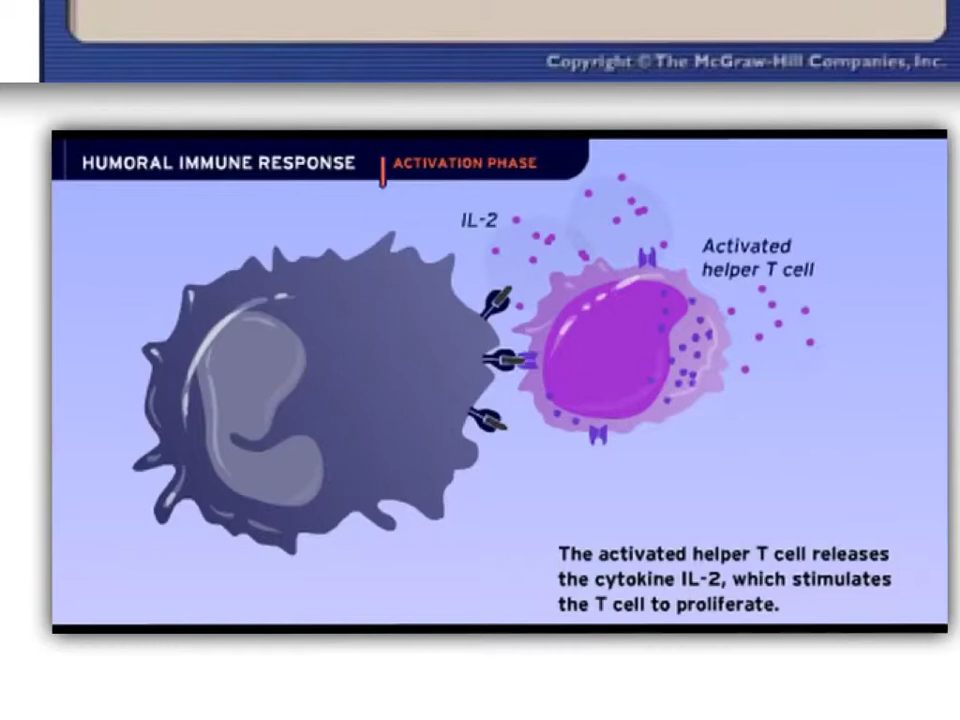 Copyright © The McGraw-Hill Companies, Inc.
HUMORAL IMMUNE RESPONSE | ACTIVATION PHASE
IL-2
Activated
helper T cell
The activated helper T cell releases
the cytokine IL-2, which stimulates
the T cell to proliferate.